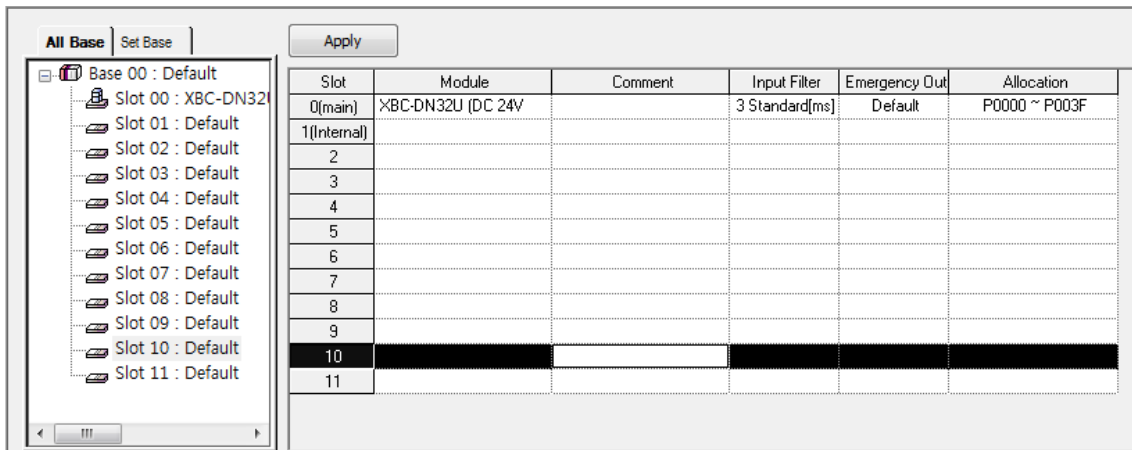 All Base Set Base
Apply
Base 00 : Default
Slot 00 : XBC-DN32U
Slot 01 : Default
Slot 02 : Default
Slot 03 : Default
Slot 04 : Default
Slot 05 : Default
Slot 06 : Default
Slot 07 : Default
Slot 08 : Default
Slot 09 : Default
Slot 10 : Default
Slot 11 : Default
Slot Module Comment Input Filter Emergency Out Allocation
0(main) XBC-DN32U (DC 24V 3 Standard[ms] Default P0000 ~ P003F
1(Internal)
2
3
4
5
6
7
8
9
10
11